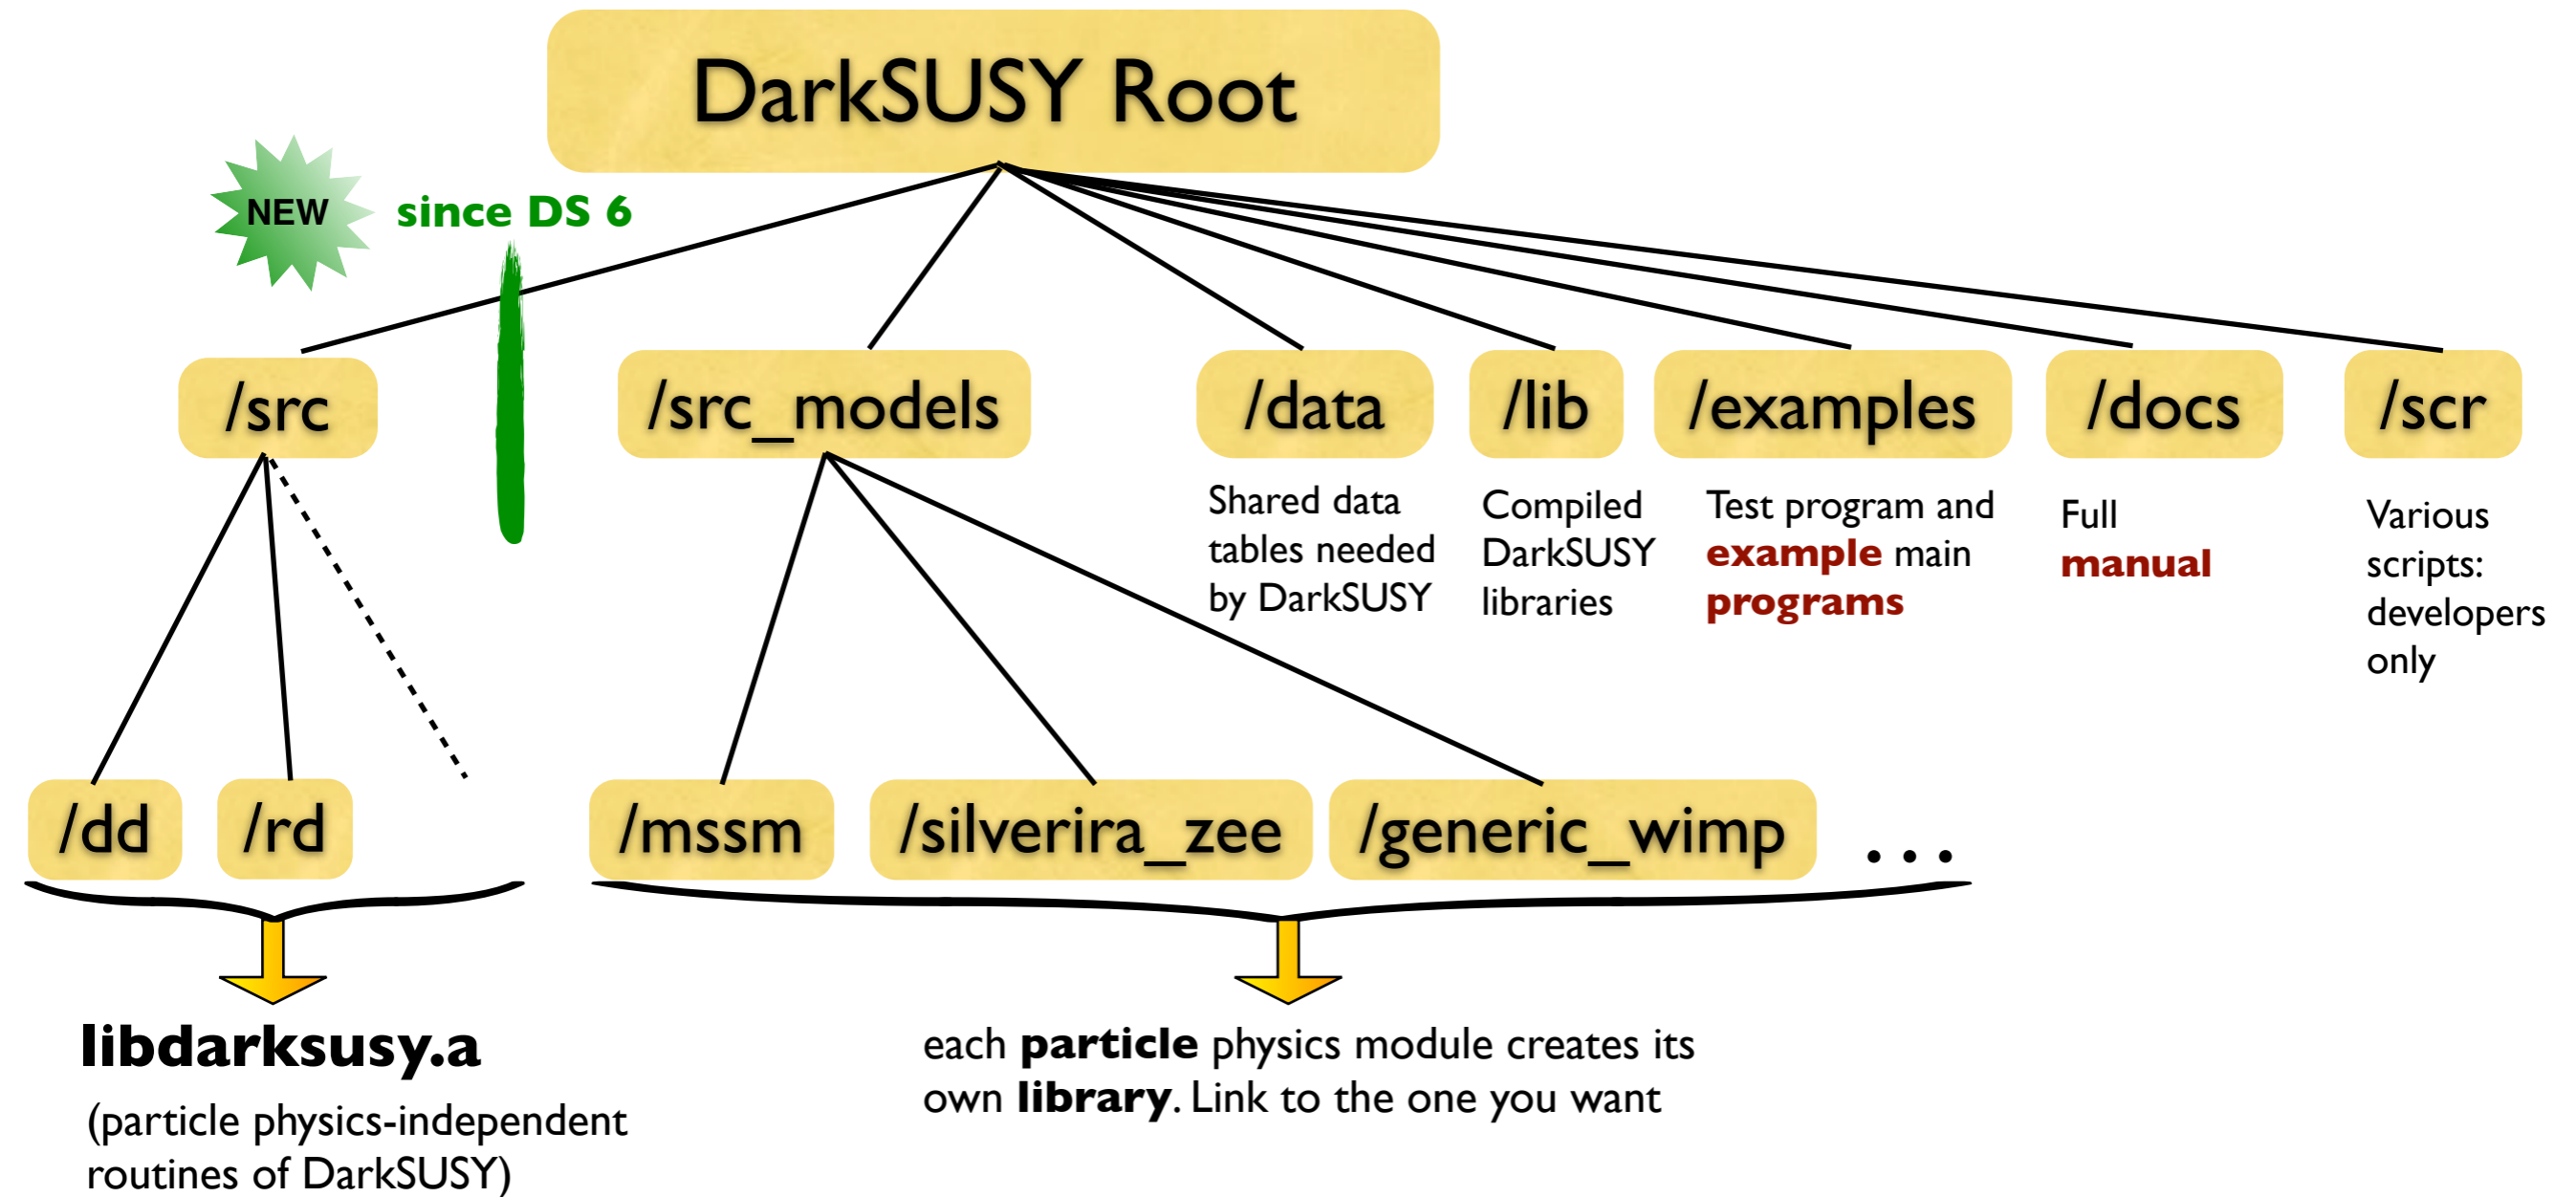 DarkSUSY Root
NEW
since DS 6
/src
/src_models
/data
/lib
/examples
/docs
/scr
Shared data
tables needed
by DarkSUSY
Compiled
DarkSUSY
libraries
Test program and
example main
programs
Full
manual
Various
scripts:
developers
only
/dd
/rd
/mssm
/silverira_zee
/generic_wimp
...
libdarksusy.a
(particle physics-independent
routines of DarkSUSY)
each particle physics module creates its
own library. Link to the one you want